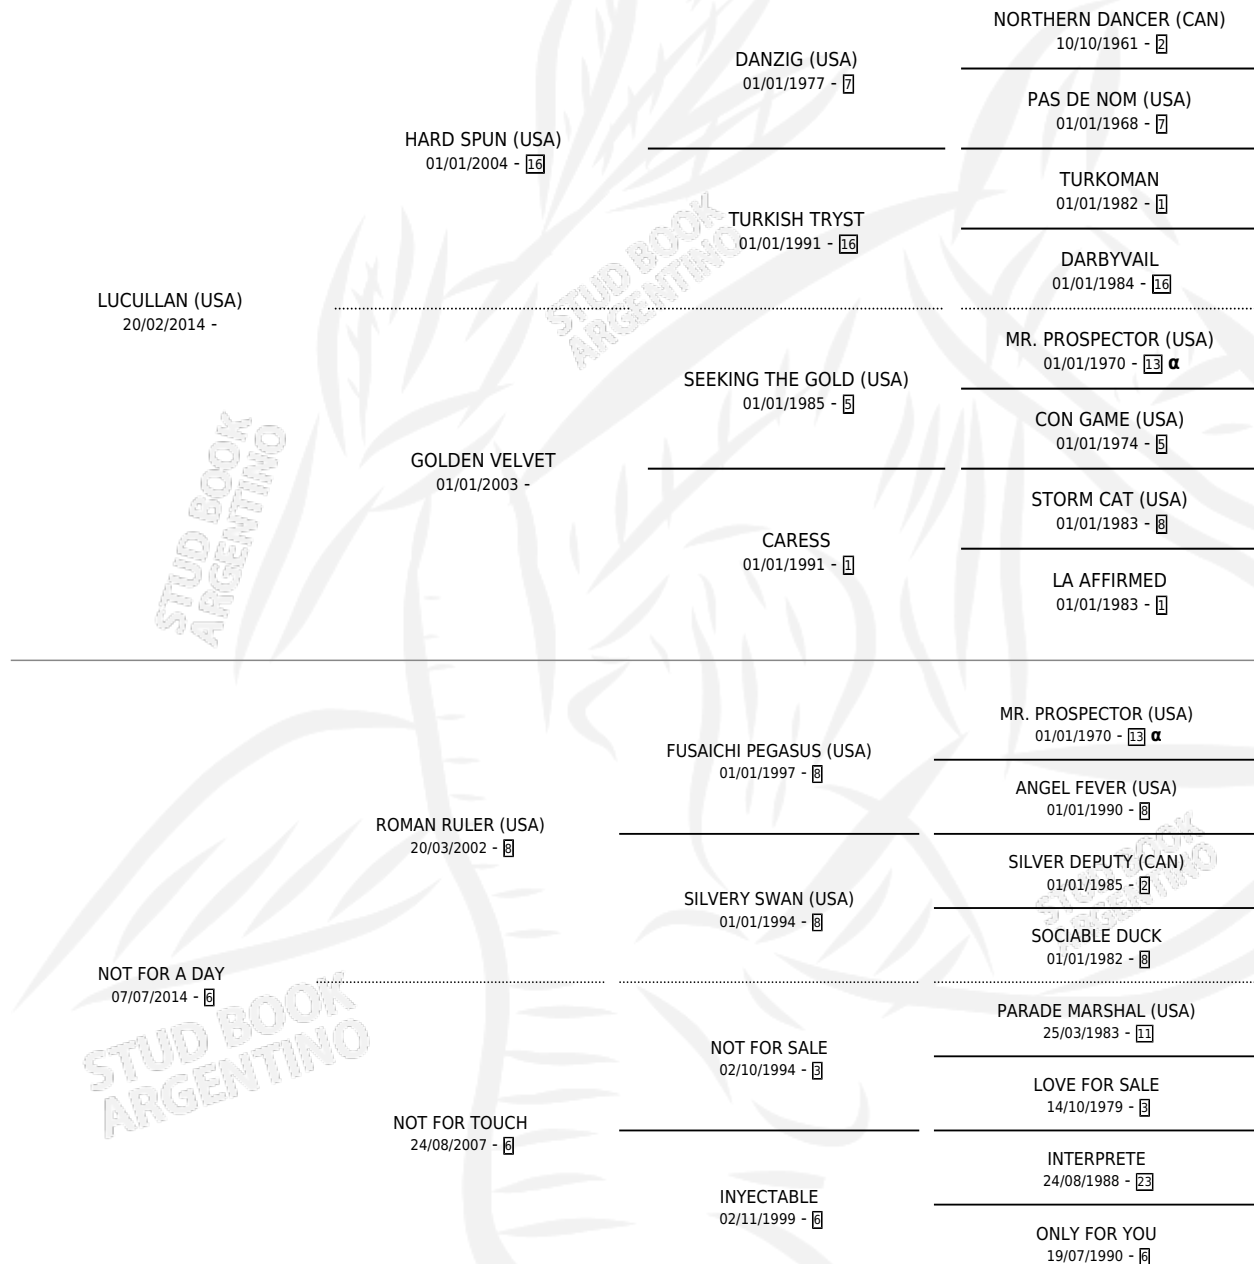 NORTHERN DANCER (CAN)
10/10/1961 - 2
DANZIG (USA)
01/01/1977 - 7
PAS DE NOM (USA)
01/01/1968 - 7
HARD SPUN (USA)
01/01/2004 - 16
TURKOMAN
01/01/1982 - 1
TURKISH TRYST
01/01/1991 - 16
DARBYVAIL
01/01/1984 - 16
LUCULLAN (USA)
20/02/2014 -
MR. PROSPECTOR (USA)
01/01/1970 - 13 α
SEEKING THE GOLD (USA)
01/01/1985 - 5
CON GAME (USA)
01/01/1974 - 5
GOLDEN VELVET
01/01/2003 -
STORM CAT (USA)
01/01/1983 - 8
CARESS
01/01/1991 - 1
LA AFFIRMED
01/01/1983 - 1
MR. PROSPECTOR (USA)
01/01/1970 - 13 α
FUSAICHI PEGASUS (USA)
01/01/1997 - 8
ANGEL FEVER (USA)
01/01/1990 - 8
ROMAN RULER (USA)
20/03/2002 - 8
SILVER DEPUTY (CAN)
01/01/1985 - 2
SILVERY SWAN (USA)
01/01/1994 - 8
SOCIABLE DUCK
01/01/1982 - 8
NOT FOR A DAY
07/07/2014 - 6
PARADE MARSHAL (USA)
25/03/1983 - 11
NOT FOR SALE
02/10/1994 - 3
LOVE FOR SALE
14/10/1979 - 3
NOT FOR TOUCH
24/08/2007 - 6
INTERPRETE
24/08/1988 - 23
INYECTABLE
02/11/1999 - 6
ONLY FOR YOU
19/07/1990 - 6
STUD BOOK
ARGENTINO
STUD BOOK
ARGENTINO
STUD BOOK
ARGENTINO
STUD BOOK
ARGENTINO